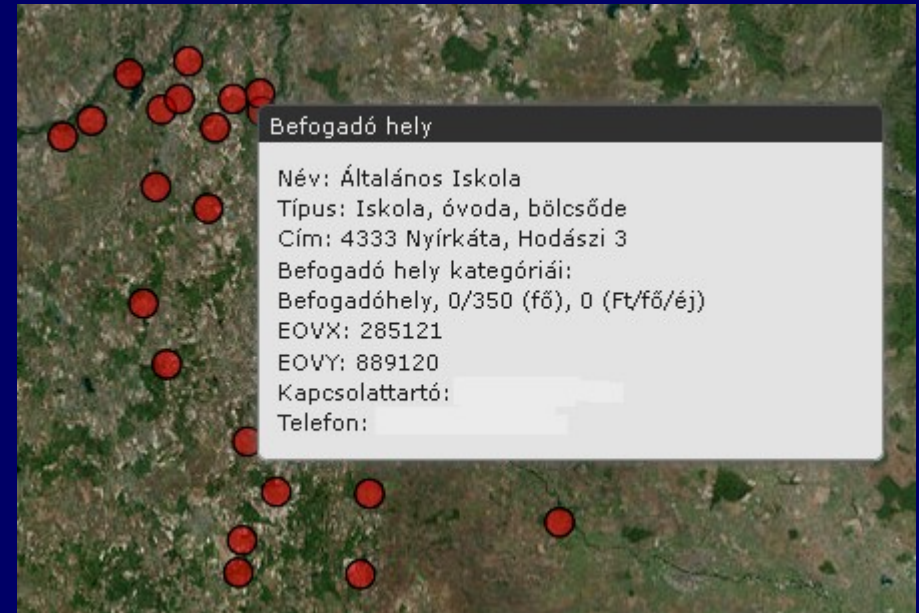 Befogadó hely
Név: Általános Iskola
Típus: Iskola, óvoda, bölcsőde
Cím: 4333 Nyírkáta, Hodászi 3
Befogadó hely kategóriái:
Befogadóhely, 0/350 (fő), 0 (Ft/fő/éj)
EOVX: 285121
EOVY: 889120
Kapcsolattartó:
Telefon: